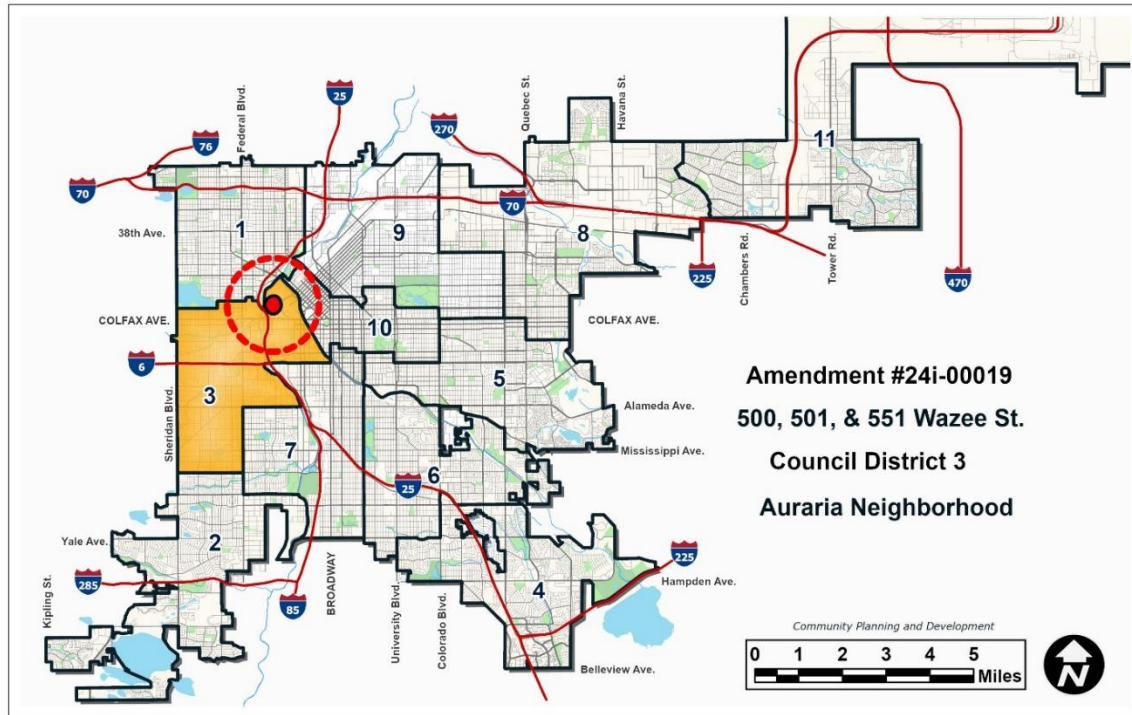 25
Federal Blvd.
270
Quebec St.
Havana St.
76
11
70
70
38th Ave.
1
9
8
225
Chambers Rd.
Tower Rd.
470
COLFAX AVE.
10
COLFAX AVE.
6
5
Amendment #24i-00019
3
Sheridan Blvd.
Alameda Ave.
500, 501, & 551 Wazee St.
7
Mississippi Ave.
Council District 3
6
25
Auraria Neighborhood
Yale Ave.
2
225
285
4
Hampden Ave.
Kipling St.
85
BROADWAY
University Blvd.
Colorado Blvd.
Community Planning and Development
0 1 2 3 4 5
Miles
Belleview Ave.
N